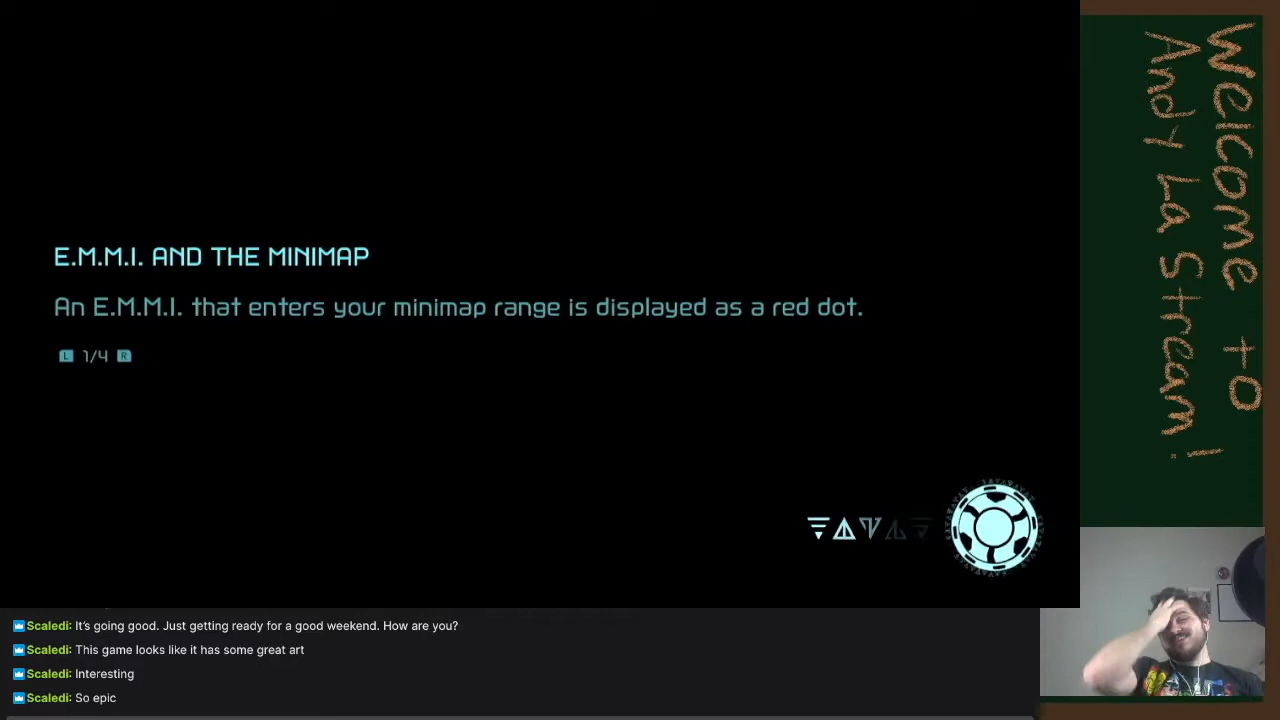 E.M.M.I. AND THE MINIMAP
An E.M.M.I. that enters your minimap range is displayed as a red dot.
L 1/4 R
Welcome to
Andy La Stream!
Scaledi: It's going good. Just getting ready for a good weekend. How are you?
Scaledi: This game looks like it has some great art
Scaledi: Interesting
Scaledi: So epic